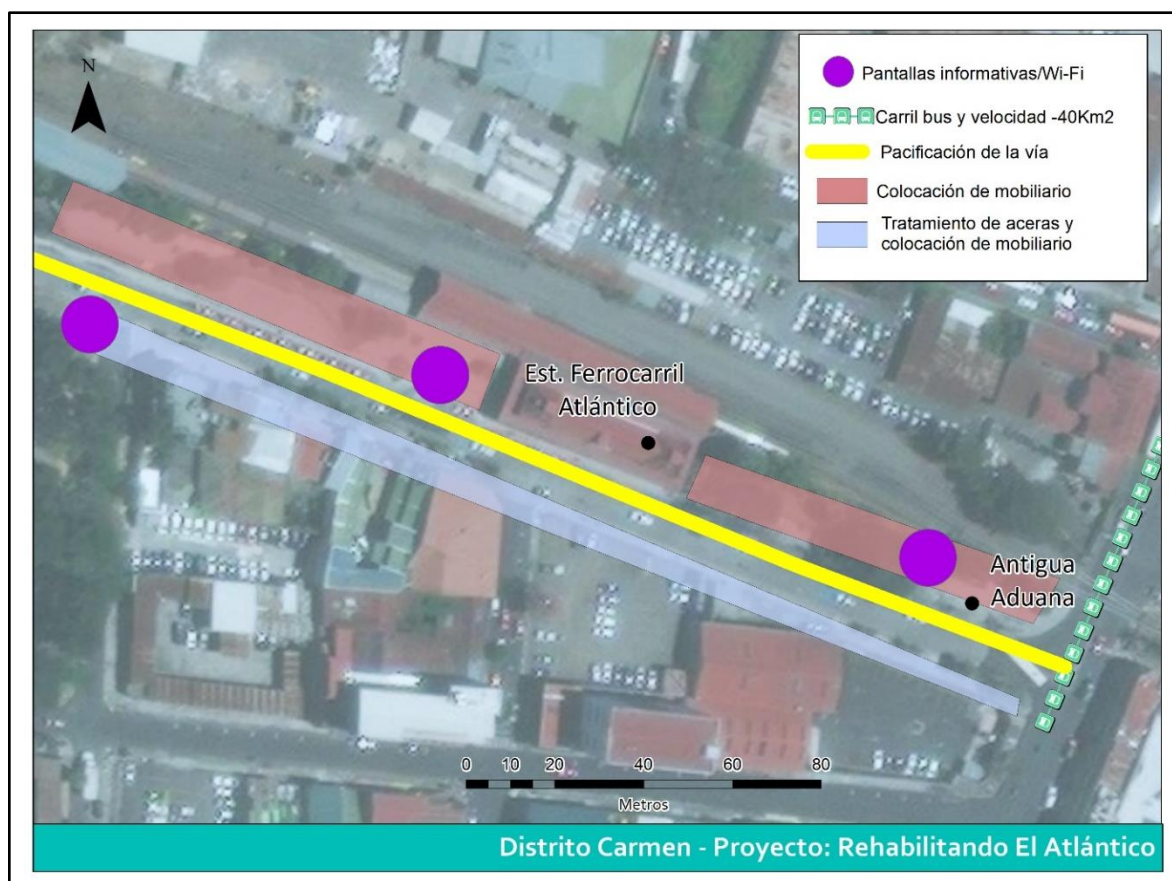 N
Pantallas informativas/Wi-Fi
Carril bus y velocidad -40Km2
Pacificación de la vía
Colocación de mobiliario
Tratamiento de aceras y
colocación de mobiliario
Est. Ferrocarril
Atlántico
Antigua
Aduana
0 10 20 40 60 80
Metros
Distrito Carmen - Proyecto: Rehabilitando El Atlántico